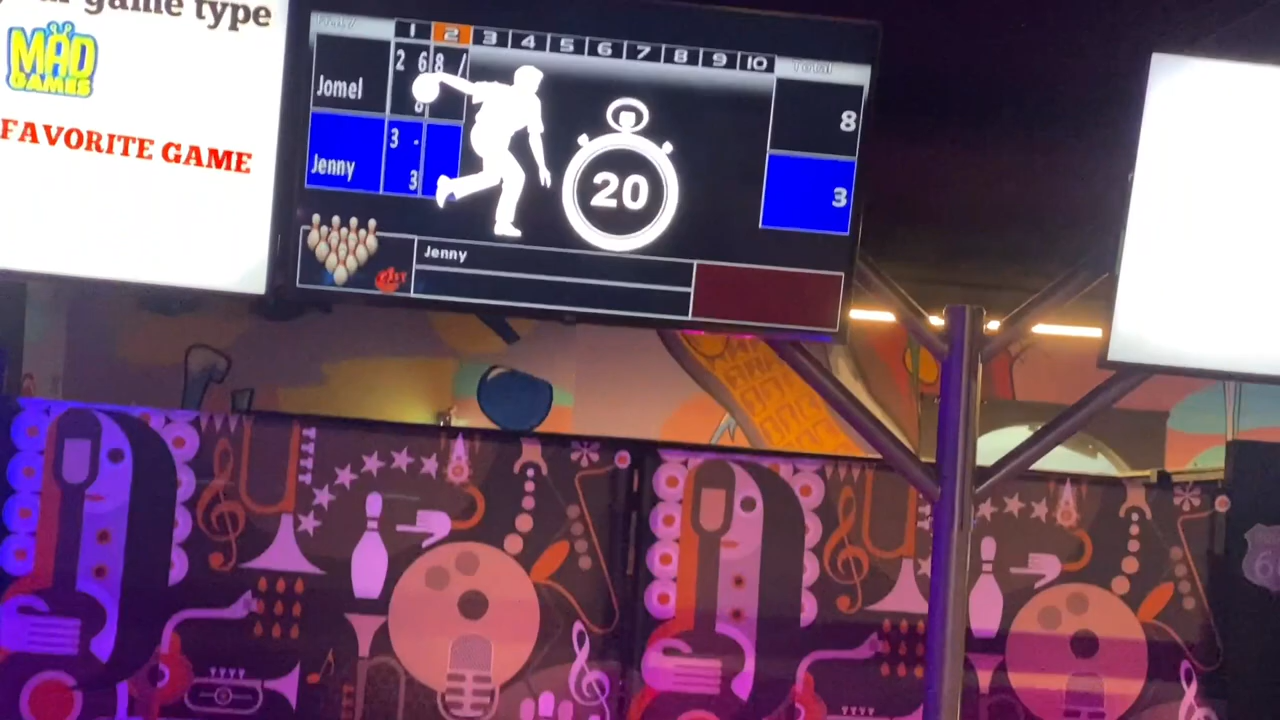 game type
MAD
GAMES
FAVORITE GAME
1 2 3 4 5 6 7 8 9 10 Total
2 6 8 /
Jomel
8
8
3 -
Jenny
3
3
20
Jenny